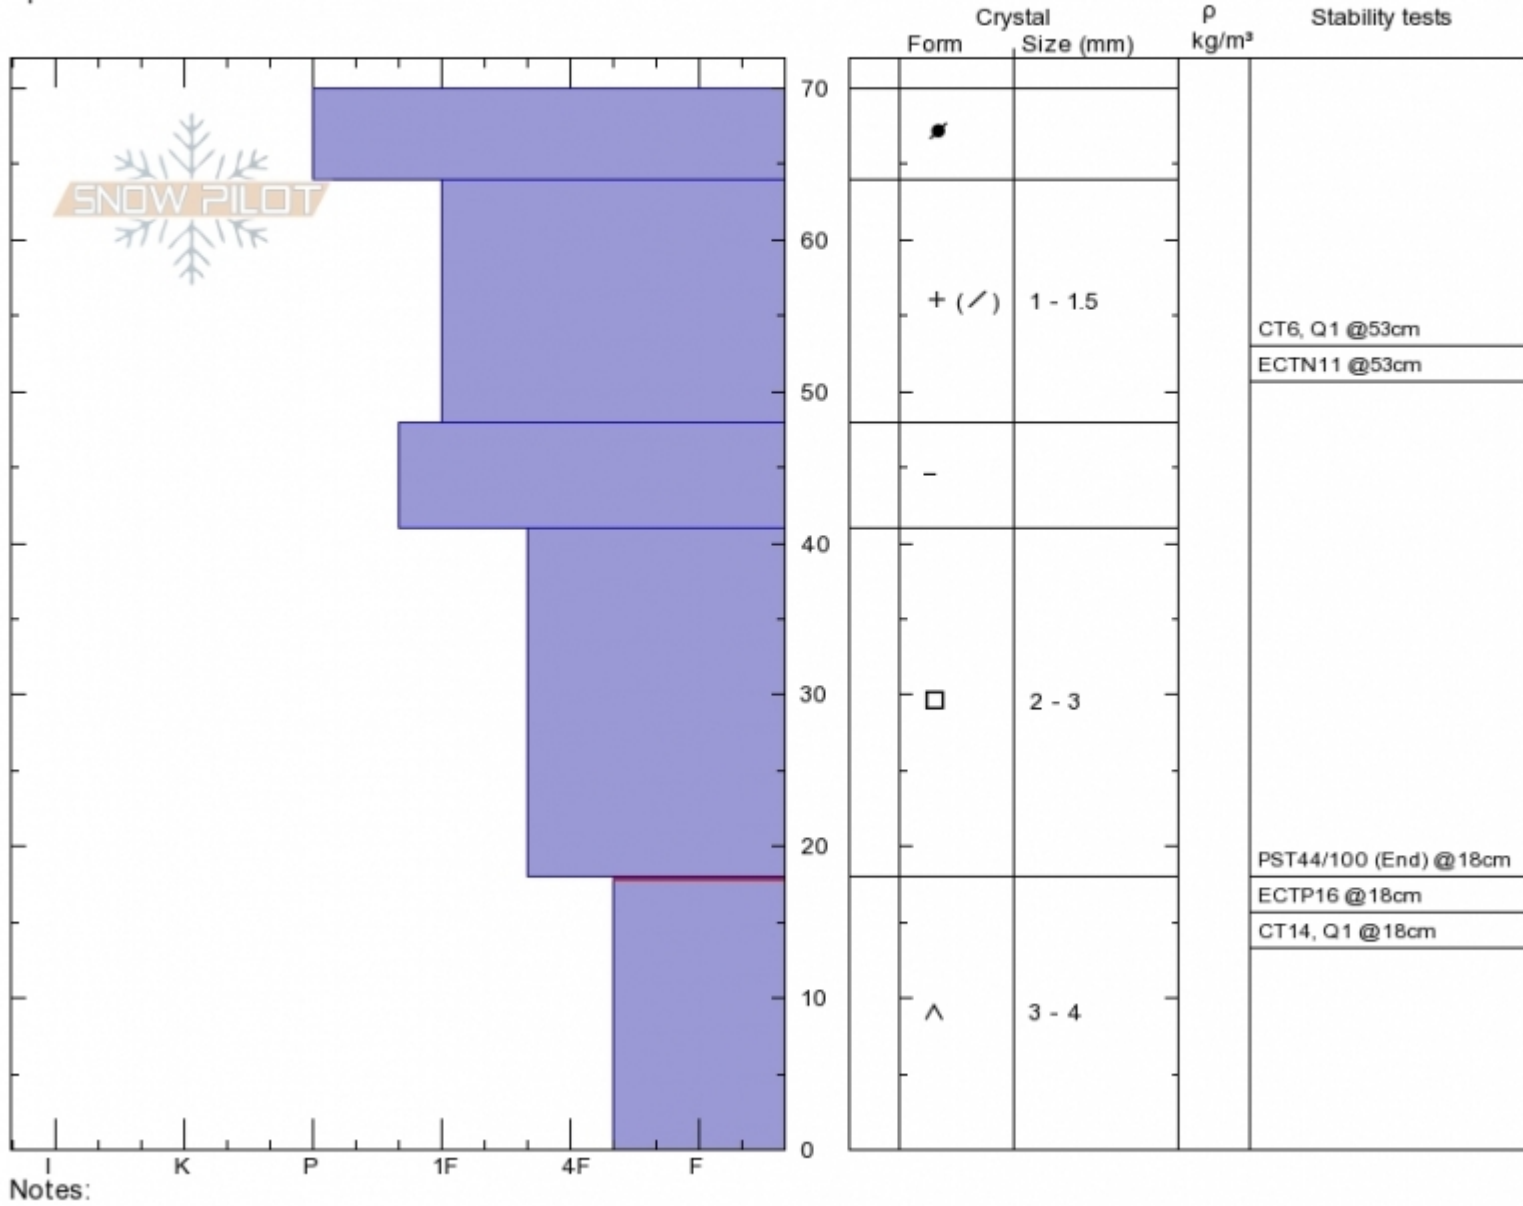 Crystal
ρ
Stability tests
Form
Size (mm)
kg/m³
70
SNOW PILOT
60
+ (／) 1 - 1.5
CT6, Q1 @53cm
ECTN11 @53cm
50
-
40
30
2 - 3
20
PST44/100 (End) @18cm
ECTP16 @18cm
CT14, Q1 @18cm
10
3 - 4
0
I K P 1F 4F F
Notes: